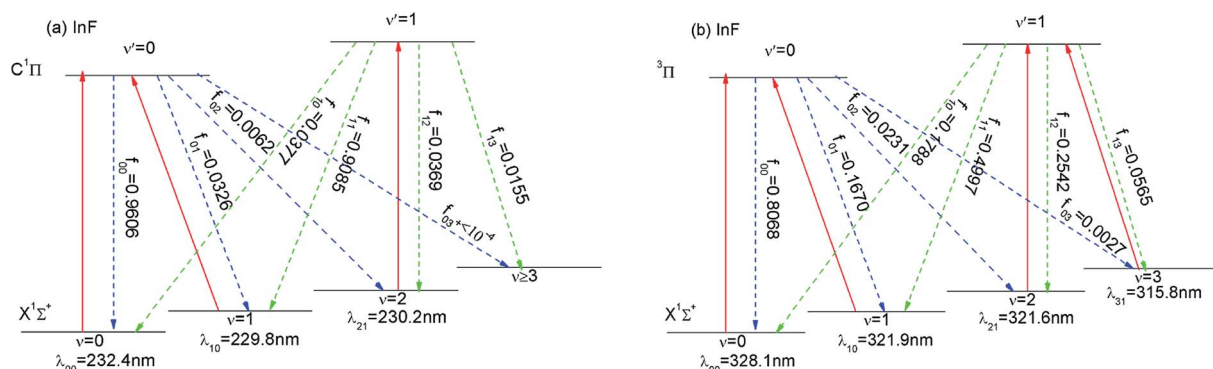 (a) InF
ν'=0
ν'=1
C¹Π
f₀₀=0.9606
f₀₁=0.0326
f₀₂=0.0062
f₁₀=0.0377
f₁₁=0.9085
f₁₂=0.0369
f₁₃=0.0155
f₀₃₊<10⁻⁴
ν≥3
ν=2
λ₂₁=230.2nm
ν=1
λ₁₀=229.8nm
X¹Σ⁺
ν=0
λ₀₀=232.4nm
(b) InF
ν'=0
ν'=1
³Π
f₀₀=0.8068
f₀₁=0.1670
f₀₂=0.0231
f₁₀=0.1788
f₁₁=0.4997
f₁₂=0.2542
f₁₃=0.0565
f₀₃=0.0027
ν=3
λ₃₁=315.8nm
ν=2
λ₂₁=321.6nm
ν=1
λ₁₀=321.9nm
X¹Σ⁺
ν=0
λ₀₀=328.1nm